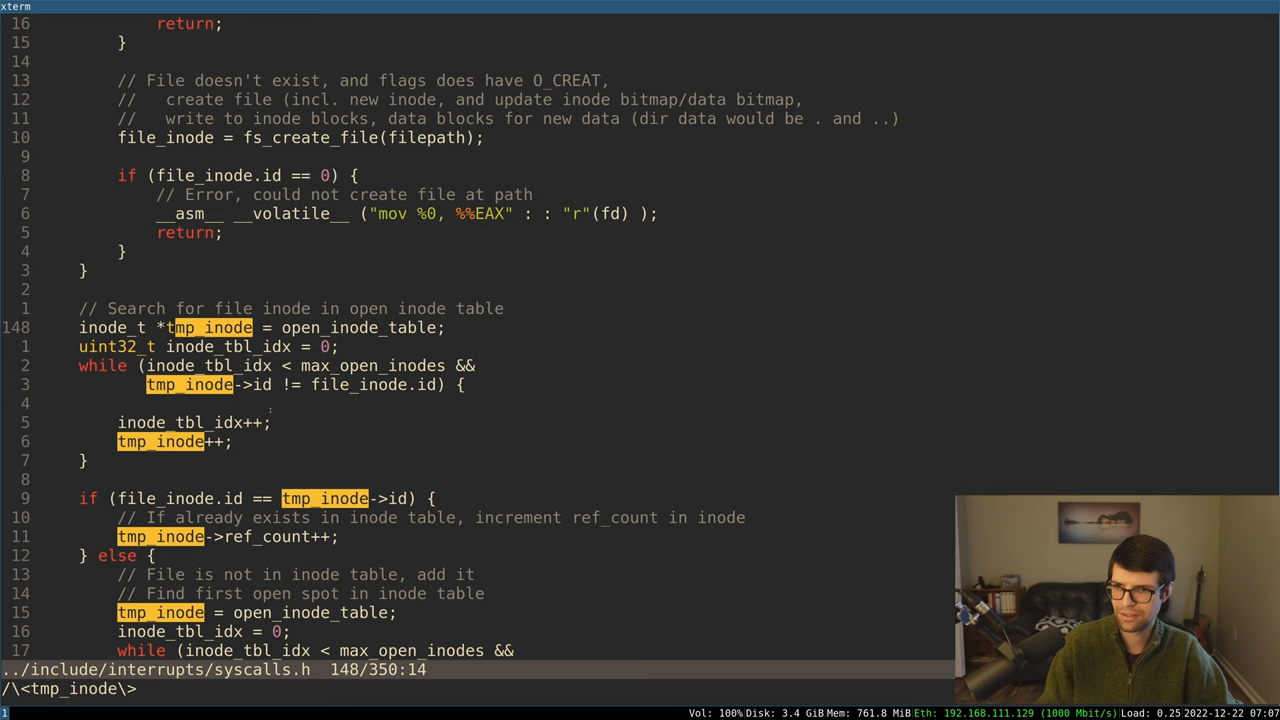 xterm
16 return;
15 }
14
13 // File doesn't exist, and flags does have O_CREAT,
12 // create file (incl. new inode, and update inode bitmap/data bitmap,
11 // write to inode blocks, data blocks for new data (dir data would be . and ..)
10 file_inode = fs_create_file(filepath);
9
8 if (file_inode.id == 0) {
7 // Error, could not create file at path
6 __asm__ __volatile__ ("mov %0, %%EAX" : : "r"(fd) );
5 return;
4 }
3 }
2
1 // Search for file inode in open inode table
148 inode_t *tmp_inode = open_inode_table;
1 uint32_t inode_tbl_idx = 0;
2 while (inode_tbl_idx < max_open_inodes &&
3 tmp_inode->id != file_inode.id) {
4
5 inode_tbl_idx++;
6 tmp_inode++;
7 }
8
9 if (file_inode.id == tmp_inode->id) {
10 // If already exists in inode table, increment ref_count in inode
11 tmp_inode->ref_count++;
12 } else {
13 // File is not in inode table, add it
14 // Find first open spot in inode table
15 tmp_inode = open_inode_table;
16 inode_tbl_idx = 0;
17 while (inode_tbl_idx < max_open_inodes &&
../include/interrupts/syscalls.h 148/350:14
/\<tmp_inode\>
1 Vol: 100% Disk: 3.4 GiB Mem: 761.8 MiB Eth: 192.168.111.129 (1000 Mbit/s) Load: 0.25 2022-12-22 07:07